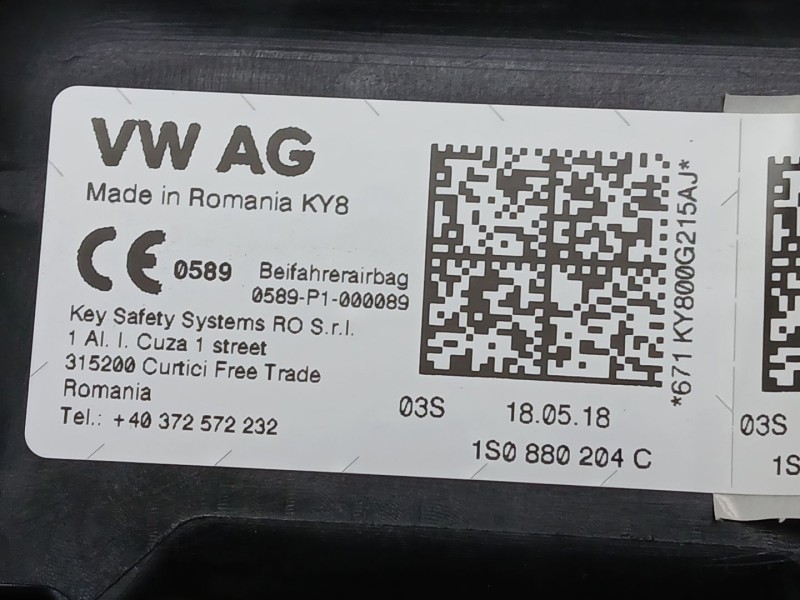 VW AG
Made in Romania KY8
CE 0589 Beifahrerairbag
0589-P1-000089
Key Safety Systems RO S.r.l.
1 Al. I. Cuza 1 street
315200 Curtici Free Trade
Romania
Tel.: +40 372 572 232
*671 KY800G215AJ*
03S 18.05.18
1S0 880 204 C
03S
1S